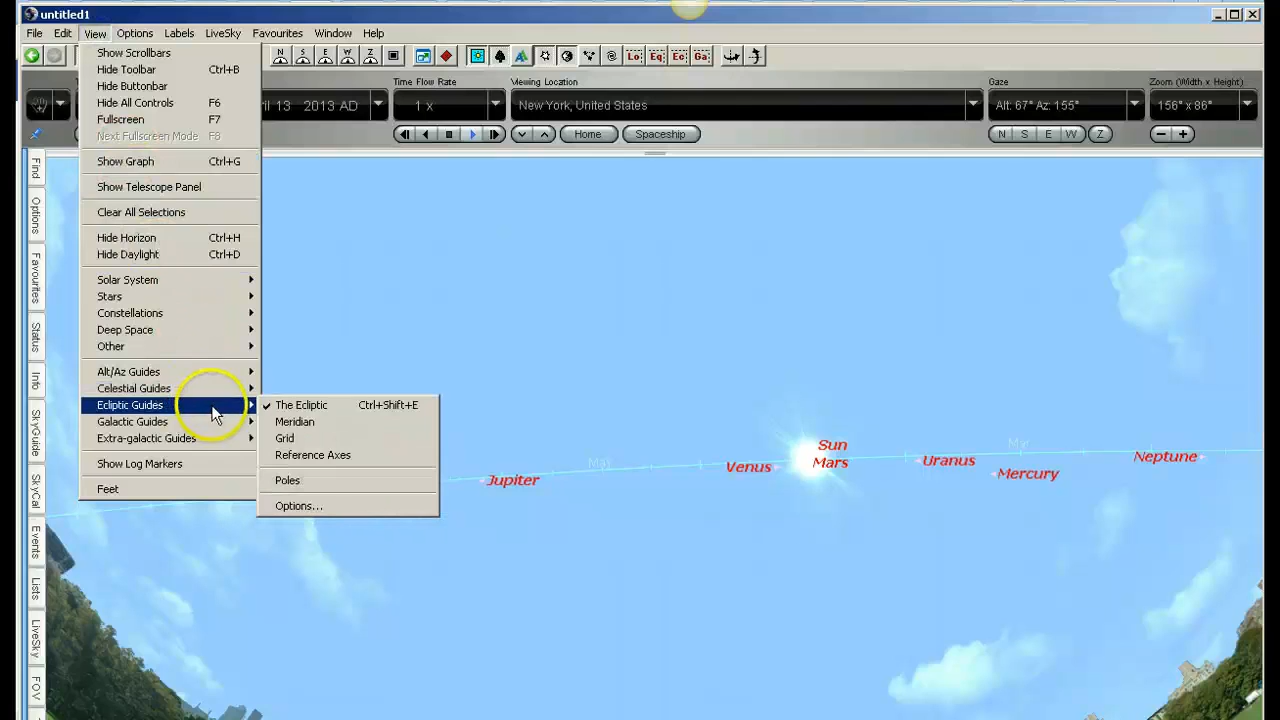 untitled1
File Edit View Options Labels LiveSky Favourites Window Help
N S E W Z Lo Eq Ec Ga
Time Flow Rate Viewing Location Gaze Zoom (Width x Height)
13 2013 AD 1 x New York, United States Alt: 67° Az: 155° 156° x 86°
Home Spaceship N S E W Z
Show Scrollbars
Hide Toolbar Ctrl+B
Hide Buttonbar
Hide All Controls F6
Fullscreen F7
Next Fullscreen Mode F8
Show Graph Ctrl+G
Show Telescope Panel
Clear All Selections
Hide Horizon Ctrl+H
Hide Daylight Ctrl+D
Solar System
Stars
Constellations
Deep Space
Other
Alt/Az Guides
Celestial Guides
Ecliptic Guides
Galactic Guides
Extra-galactic Guides
Show Log Markers
Feet
The Ecliptic Ctrl+Shift+E
Meridian
Grid
Reference Axes
Poles
Options...
Find
Options
Favourites
Status
Info
SkyGuide
SkyCal
Events
Lists
LiveSky
FOV
Jupiter
Venus
Sun
Mars
Uranus
Mercury
Neptune